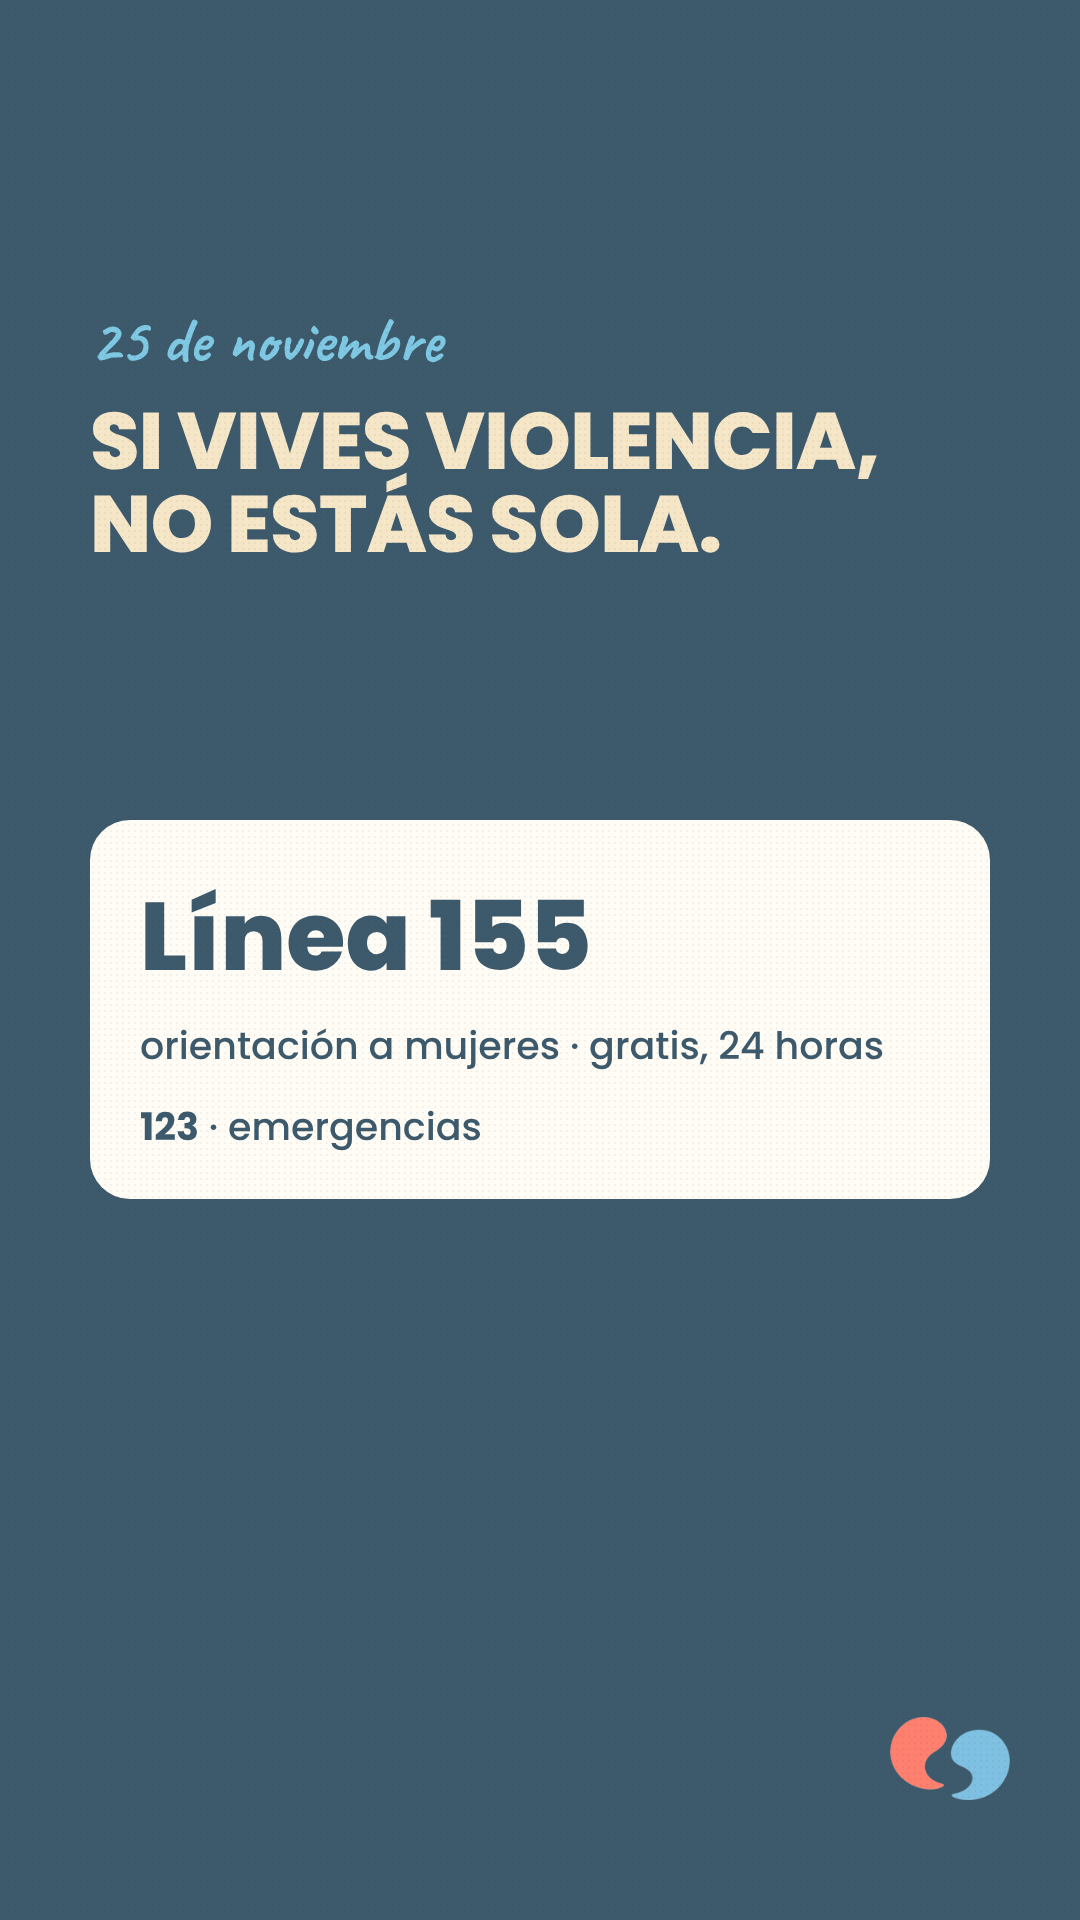 25 de noviembre
SI VIVES VIOLENCIA,
NO ESTÁS SOLA.
Línea 155
orientación a mujeres · gratis, 24 horas
123 · emergencias